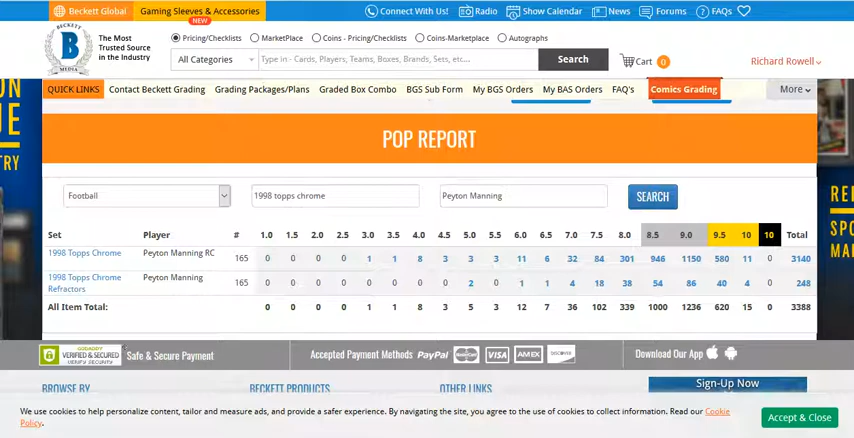 Beckett Global Gaming Sleeves & Accessories Connect With Us! Radio Show Calendar News Forums ? FAQs
NEW
BECKETT
B
MEDIA
The Most
Trusted Source
in the Industry
Pricing/Checklists MarketPlace Coins - Pricing/Checklists Coins-Marketplace Autographs
All Categories Type in - Cards, Players, Teams, Boxes, Brands, Sets, etc... Search Cart 0
Richard Rowell
QUICK LINKS Contact Beckett Grading Grading Packages/Plans Graded Box Combo BGS Sub Form My BGS Orders My BAS Orders FAQ's Comics Grading More
POP REPORT
Football 1998 topps chrome Peyton Manning SEARCH
Set Player # 1.0 1.5 2.0 2.5 3.0 3.5 4.0 4.5 5.0 5.5 6.0 6.5 7.0 7.5 8.0 8.5 9.0 9.5 10 10 Total
1998 Topps Chrome Peyton Manning RC 165 0 0 0 0 1 1 8 3 3 3 11 6 32 84 301 946 1150 580 11 0 3140
1998 Topps Chrome Peyton Manning 165 0 0 0 0 0 0 0 0 2 0 1 1 4 18 38 54 86 40 4 0 248
Refractors
All Item Total: 0 0 0 0 1 1 8 3 5 3 12 7 36 102 339 1000 1236 620 15 0 3388
GODADDY
VERIFIED & SECURED
VERIFY SECURITY
Safe & Secure Payment Accepted Payment Methods PayPal MasterCard VISA AMEX DISCOVER Download Our App
BROWSE BY BECKETT PRODUCTS OTHER LINKS Sign-Up Now
We use cookies to help personalize content, tailor and measure ads, and provide a safer experience. By navigating the site, you agree to the use of cookies to collect information. Read our Cookie
Policy. Accept & Close